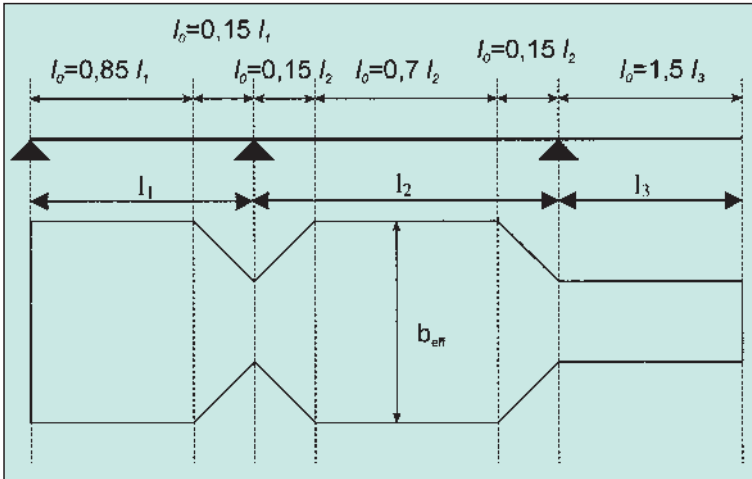 l₀=0,15 l₁
l₀=0,85 l₁
l₀=0,15 l₂
l₀=0,7 l₂
l₀=0,15 l₂
l₀=1,5 l₃
l₁
l₂
l₃
b_eff